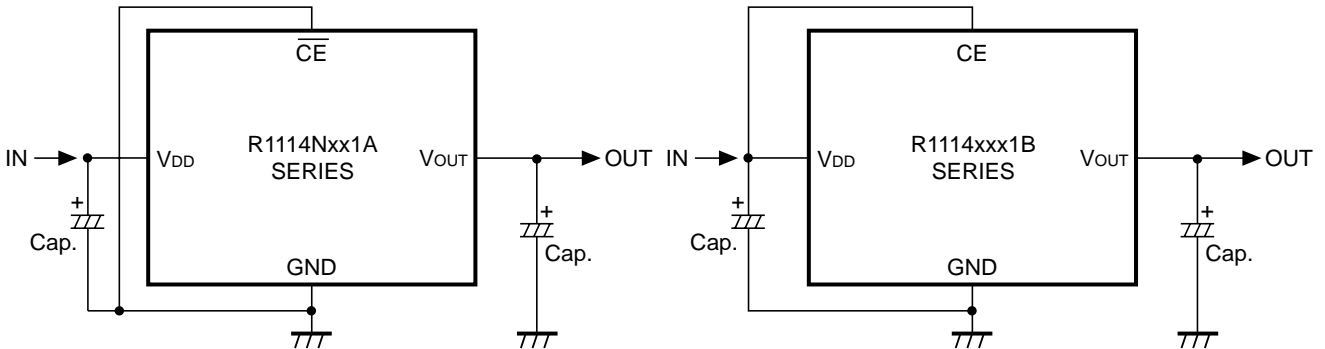 C̅E̅
R1114Nxx1A
SERIES
IN
VDD
VOUT
OUT
+
Cap.
+
Cap.
GND
CE
R1114xxx1B
SERIES
IN
VDD
VOUT
OUT
+
Cap.
+
Cap.
GND